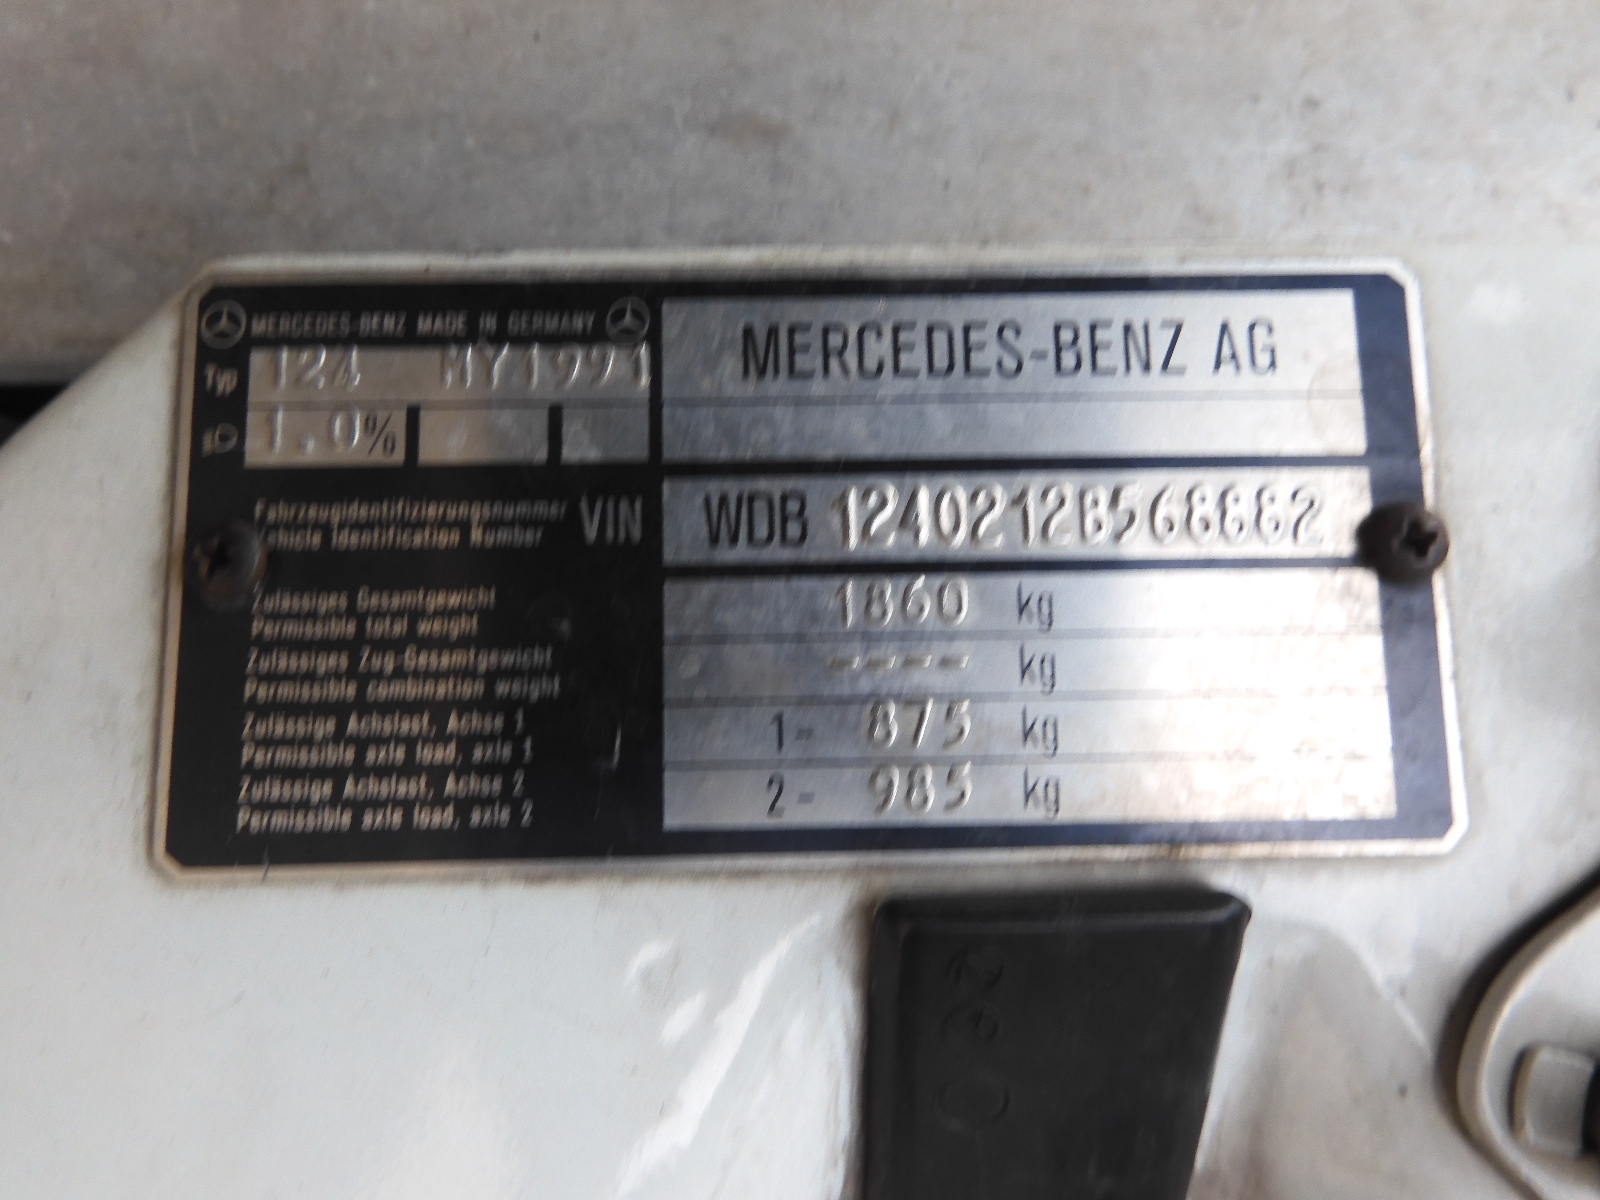 MERCEDES-BENZ MADE IN GERMANY
Typ 124 MY1991
1.0%
MERCEDES-BENZ AG
Fahrzeugidentifizierungsnummer
Vehicle Identification Number
VIN
WDB
Zulässiges Gesamtgewicht
Permissible total weight
1860 kg
Zulässiges Zug-Gesamtgewicht
Permissible combination weight
---- kg
Zulässige Achslast, Achse 1
Permissible axle load, axle 1
1- 875 kg
Zulässige Achslast, Achse 2
Permissible axle load, axle 2
2- 985 kg